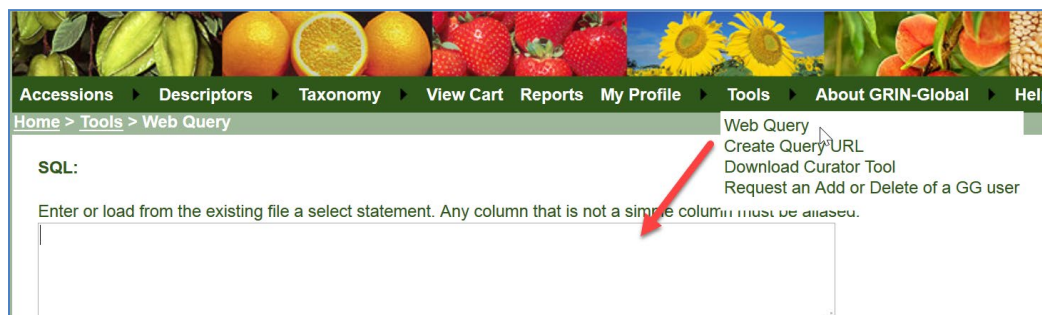 Accessions Descriptors Taxonomy View Cart Reports My Profile Tools About GRIN-Global Hel
Home > Tools > Web Query
Web Query
Create Query URL
Download Curator Tool
Request an Add or Delete of a GG user
SQL:
Enter or load from the existing file a select statement. Any column that is not a simple column must be aliased.